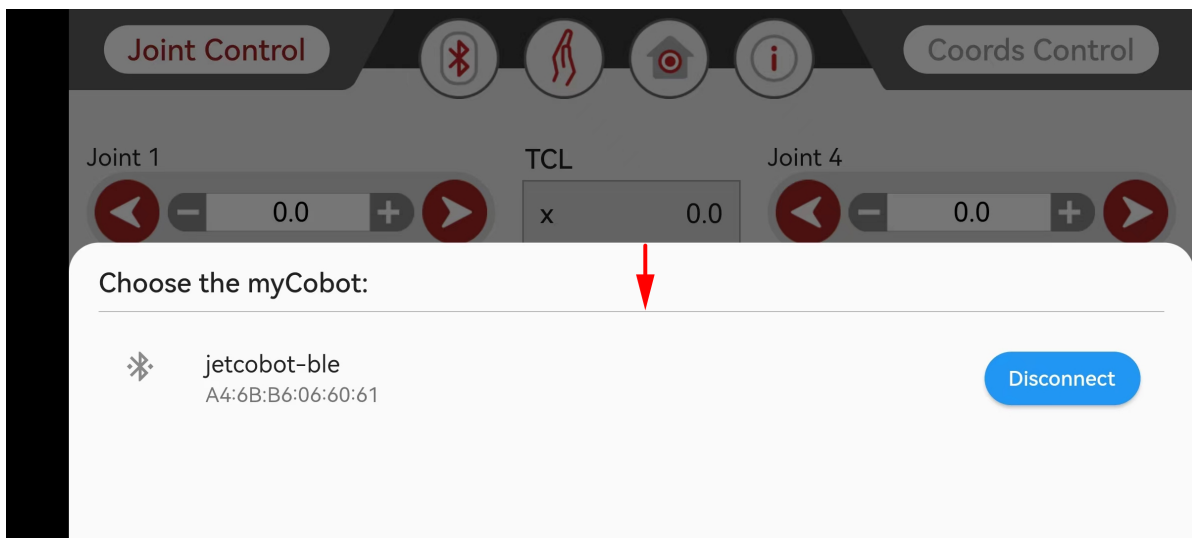 Joint Control
Coords Control
Joint 1
TCL
Joint 4
0.0
x 0.0
0.0
Choose the myCobot:
jetcobot-ble
A4:6B:B6:06:60:61
Disconnect